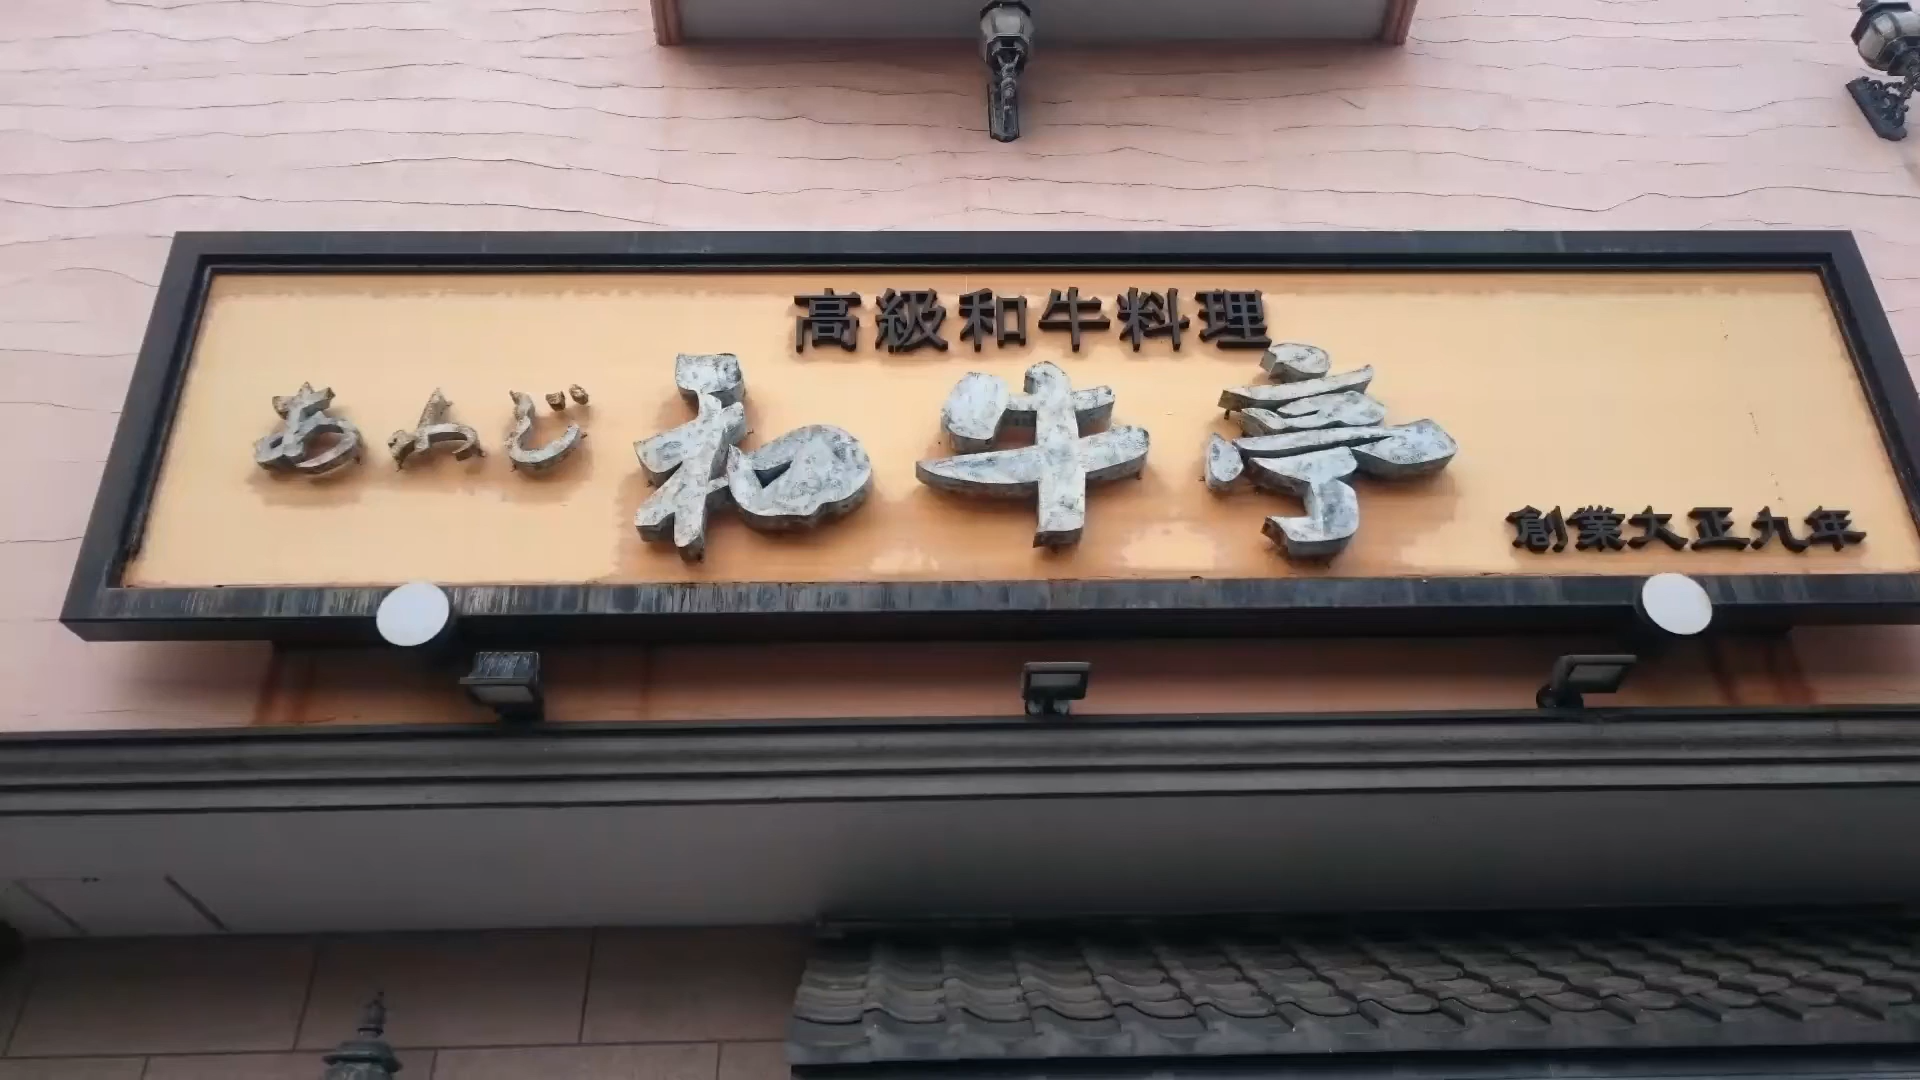 高級和牛料理
あんじ 和牛亭
創業大正九年